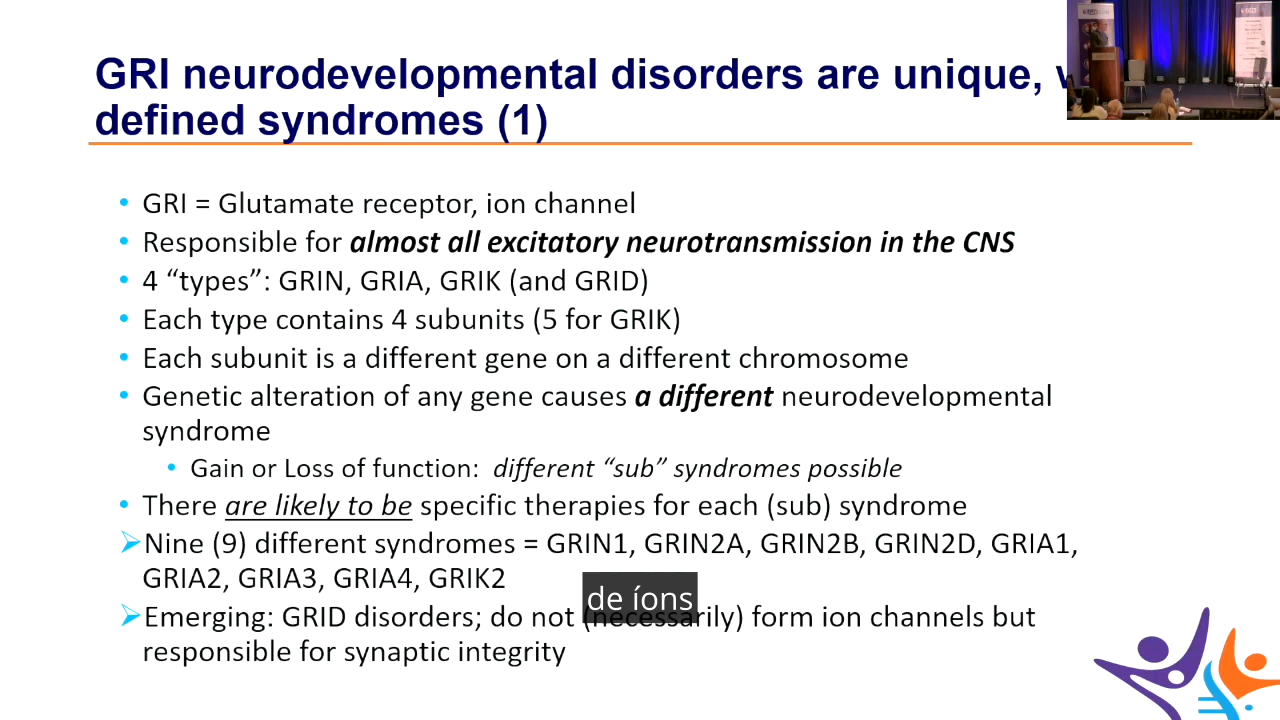 GRI neurodevelopmental disorders are unique,
defined syndromes (1)
• GRI = Glutamate receptor, ion channel
• Responsible for almost all excitatory neurotransmission in the CNS
• 4 “types”: GRIN, GRIA, GRIK (and GRID)
• Each type contains 4 subunits (5 for GRIK)
• Each subunit is a different gene on a different chromosome
• Genetic alteration of any gene causes a different neurodevelopmental
syndrome
• Gain or Loss of function: different “sub” syndromes possible
• There are likely to be specific therapies for each (sub) syndrome
➢Nine (9) different syndromes = GRIN1, GRIN2A, GRIN2B, GRIN2D, GRIA1,
GRIA2, GRIA3, GRIA4, GRIK2
de íons
➢Emerging: GRID disorders; do not (necessarily) form ion channels but
responsible for synaptic integrity